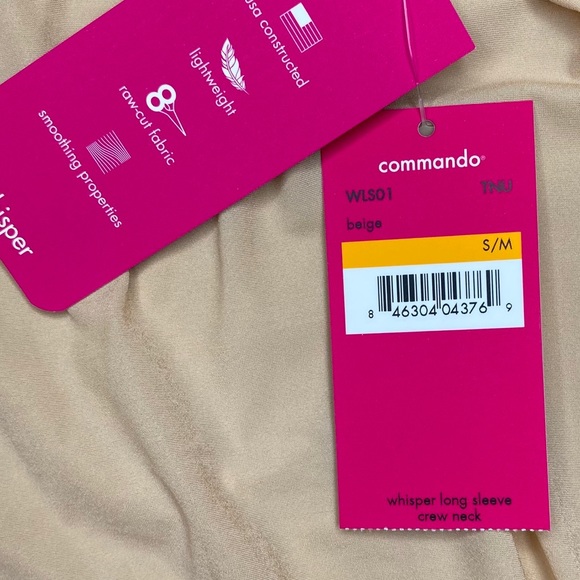 usa constructed
lightweight
raw-cut fabric
smoothing properties
commando®
WLS01
beige
S/M
8 46304 04376 9
whisper long sleeve
crew neck